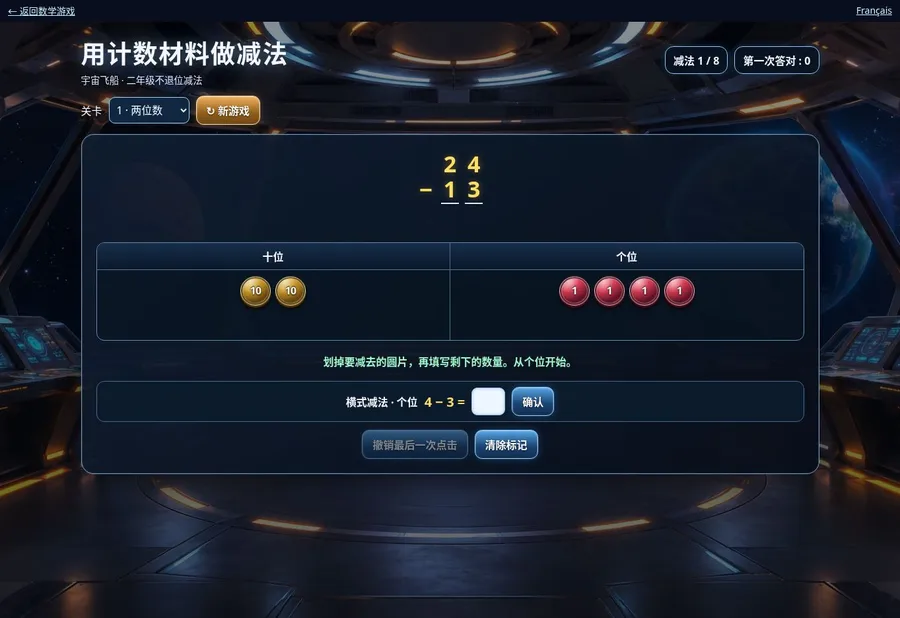 ← 返回数学游戏
Français
用计数材料做减法
宇宙飞船 · 二年级不退位减法
减法 1 / 8
第一次答对 : 0
关卡
1 · 两位数
↻ 新游戏
2 4
− 1 3
十位
个位
10 10
1 1 1 1
划掉要减去的圆片，再填写剩下的数量。从个位开始。
横式减法 · 个位 4 − 3 =
确认
撤销最后一次点击
清除标记